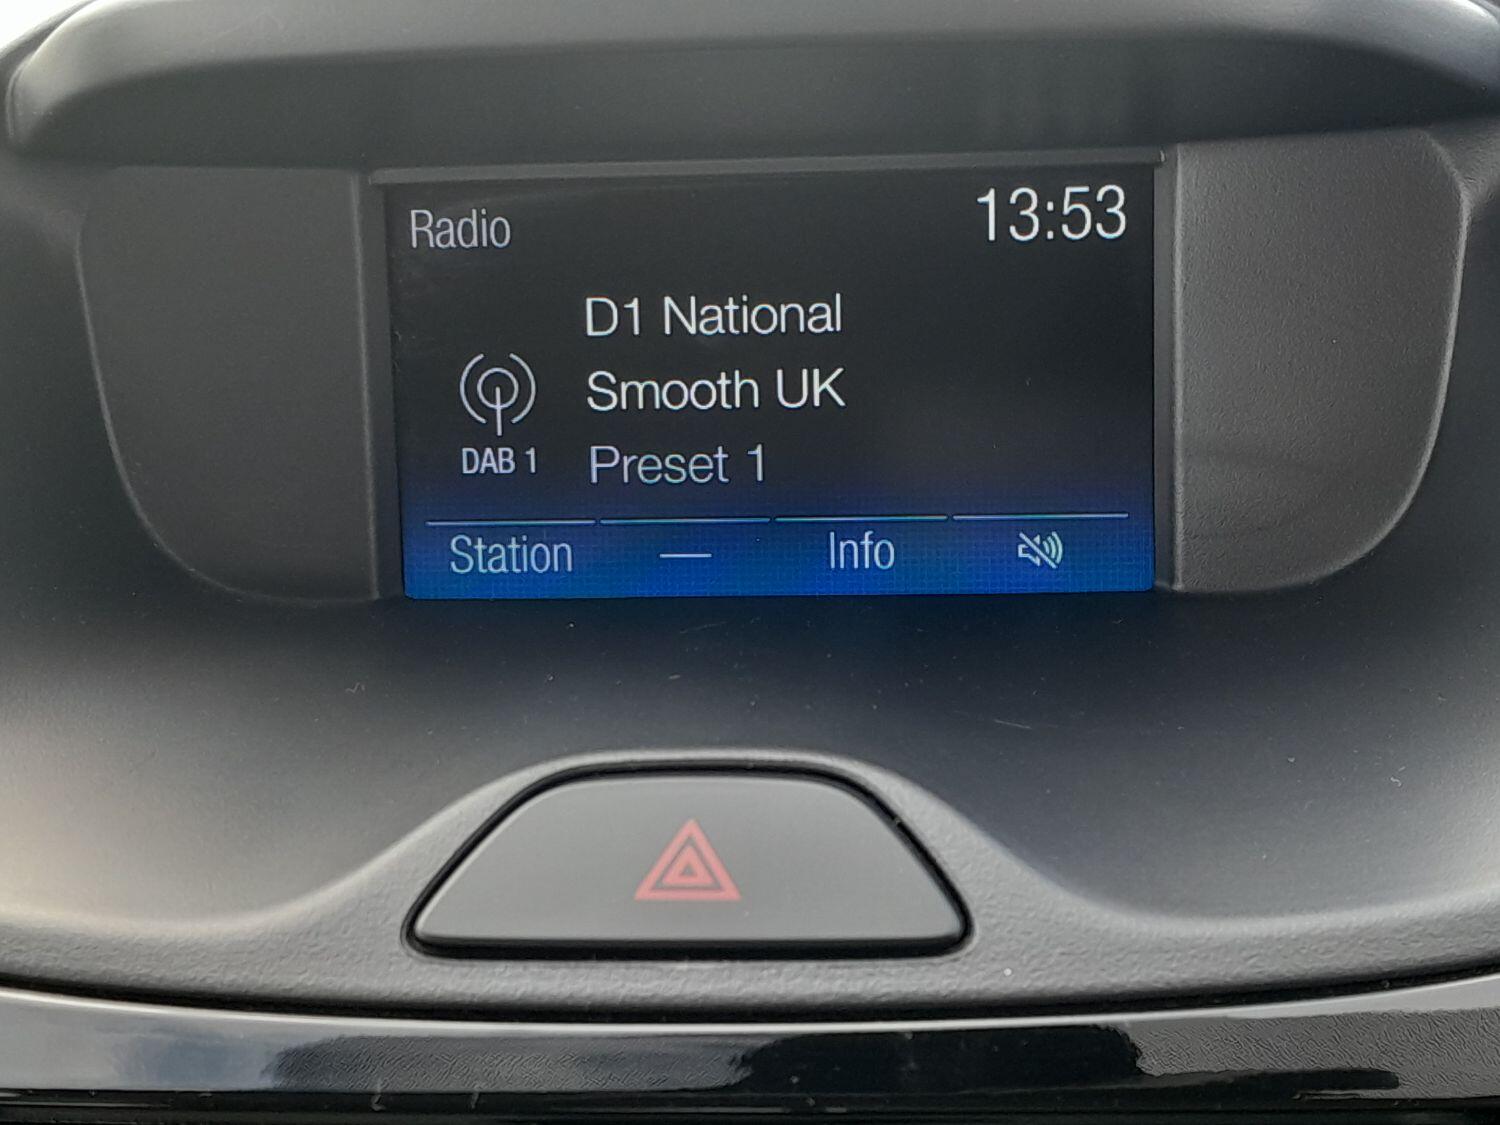 Radio
13:53
D1 National
Smooth UK
DAB 1
Preset 1
Station
Info